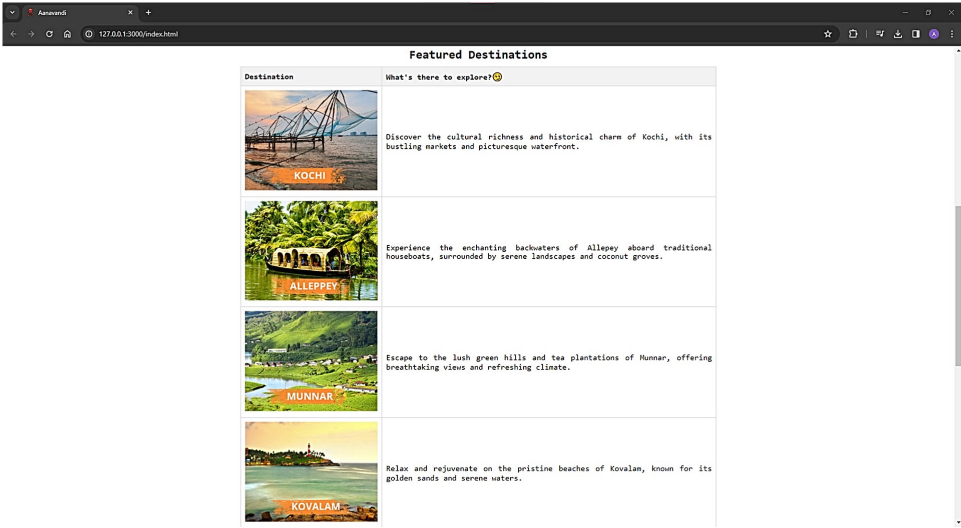 Aanavandi
127.0.0.1:3000/index.html
A
Featured Destinations
Destination
What's there to explore?
KOCHI
Discover the cultural richness and historical charm of Kochi, with its
bustling markets and picturesque waterfront.
ALLEPPEY
Experience the enchanting backwaters of Allepey aboard traditional
houseboats, surrounded by serene landscapes and coconut groves.
MUNNAR
Escape to the lush green hills and tea plantations of Munnar, offering
breathtaking views and refreshing climate.
KOVALAM
Relax and rejuvenate on the pristine beaches of Kovalam, known for its
golden sands and serene waters.